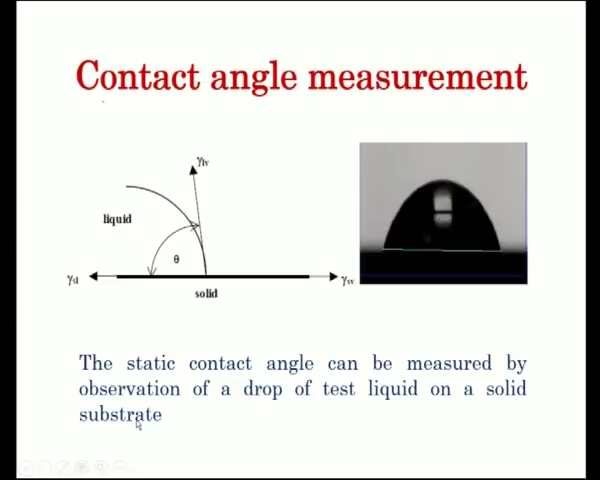 Contact angle measurement
γlv
liquid
θ
γsl
γsv
solid
The static contact angle can be measured by
observation of a drop of test liquid on a solid
substrate